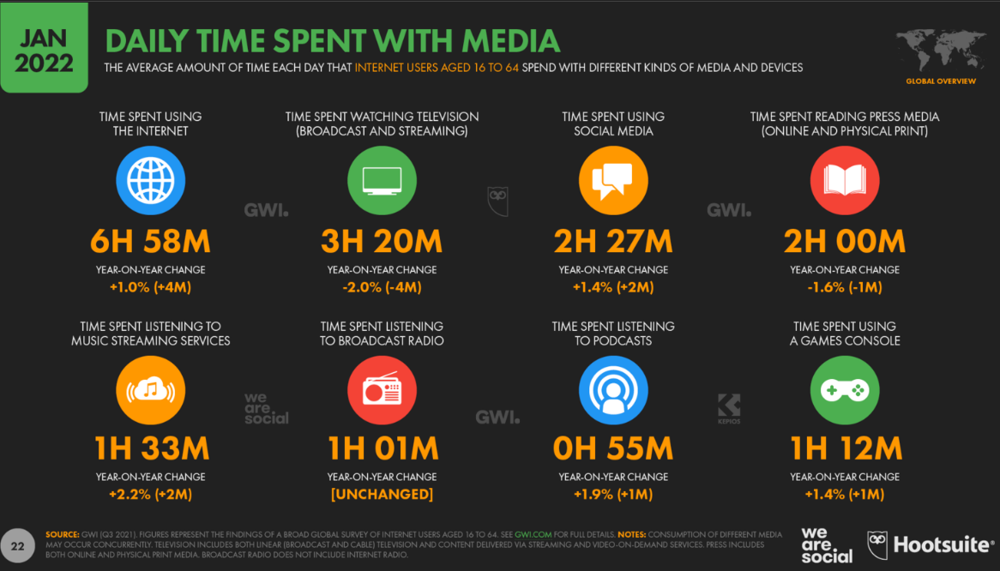 JAN
2022
DAILY TIME SPENT WITH MEDIA
THE AVERAGE AMOUNT OF TIME EACH DAY THAT INTERNET USERS AGED 16 TO 64 SPEND WITH DIFFERENT KINDS OF MEDIA AND DEVICES
GLOBAL OVERVIEW
TIME SPENT USING
THE INTERNET
6H 58M
YEAR-ON-YEAR CHANGE
+1.0% (+4M)
TIME SPENT WATCHING TELEVISION
(BROADCAST AND STREAMING)
3H 20M
YEAR-ON-YEAR CHANGE
-2.0% (-4M)
TIME SPENT USING
SOCIAL MEDIA
2H 27M
YEAR-ON-YEAR CHANGE
+1.4% (+2M)
TIME SPENT READING PRESS MEDIA
(ONLINE AND PHYSICAL PRINT)
2H 00M
YEAR-ON-YEAR CHANGE
-1.6% (-1M)
GWI.
GWI.
TIME SPENT LISTENING TO
MUSIC STREAMING SERVICES
1H 33M
YEAR-ON-YEAR CHANGE
+2.2% (+2M)
TIME SPENT LISTENING
TO BROADCAST RADIO
1H 01M
YEAR-ON-YEAR CHANGE
[UNCHANGED]
TIME SPENT LISTENING
TO PODCASTS
0H 55M
YEAR-ON-YEAR CHANGE
+1.9% (+1M)
TIME SPENT USING
A GAMES CONSOLE
1H 12M
YEAR-ON-YEAR CHANGE
+1.4% (+1M)
we
are
social
GWI.
KEPIOS
22
SOURCE: GWI (Q3 2021). FIGURES REPRESENT THE FINDINGS OF A BROAD GLOBAL SURVEY OF INTERNET USERS AGED 16 TO 64. SEE GWI.COM FOR FULL DETAILS. NOTES: CONSUMPTION OF DIFFERENT MEDIA
MAY OCCUR CONCURRENTLY. TELEVISION INCLUDES BOTH LINEAR (BROADCAST AND CABLE) TELEVISION AND CONTENT DELIVERED VIA STREAMING AND VIDEO-ON-DEMAND SERVICES. PRESS INCLUDES
BOTH ONLINE AND PHYSICAL PRINT MEDIA. BROADCAST RADIO DOES NOT INCLUDE INTERNET RADIO.
we
are
social
Hootsuite®